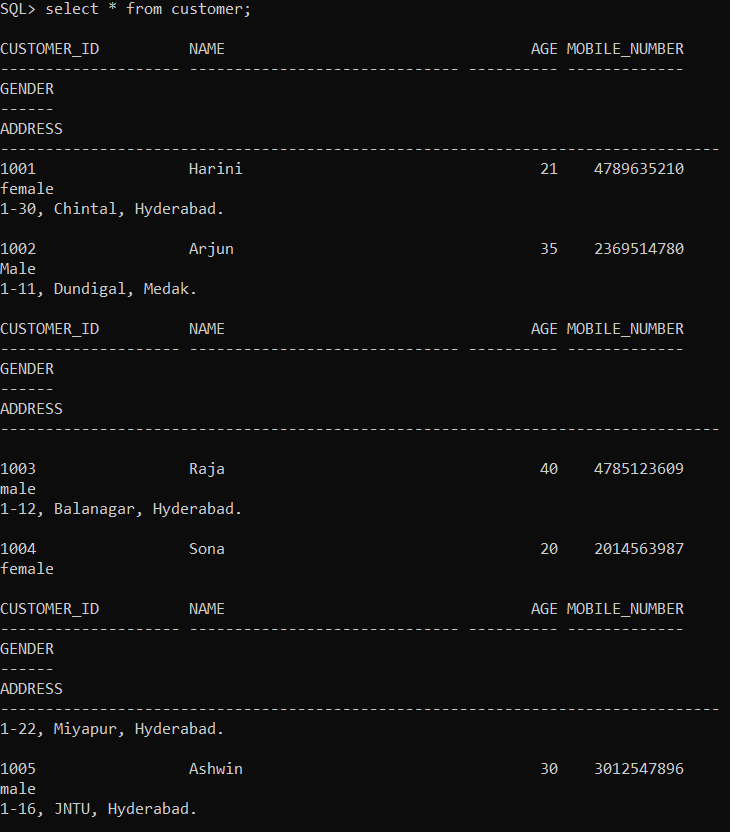 SQL> select * from customer;
CUSTOMER_ID          NAME                                  AGE MOBILE_NUMBER
-------------------- ------------------------------ ---------- -------------
GENDER
------
ADDRESS
--------------------------------------------------------------------------------
1001                 Harini                                 21    4789635210
female
1-30, Chintal, Hyderabad.
1002                 Arjun                                  35    2369514780
Male
1-11, Dundigal, Medak.
CUSTOMER_ID          NAME                                  AGE MOBILE_NUMBER
-------------------- ------------------------------ ---------- -------------
GENDER
------
ADDRESS
--------------------------------------------------------------------------------
1003                 Raja                                   40    4785123609
male
1-12, Balanagar, Hyderabad.
1004                 Sona                                   20    2014563987
female
CUSTOMER_ID          NAME                                  AGE MOBILE_NUMBER
-------------------- ------------------------------ ---------- -------------
GENDER
------
ADDRESS
--------------------------------------------------------------------------------
1-22, Miyapur, Hyderabad.
1005                 Ashwin                                 30    3012547896
male
1-16, JNTU, Hyderabad.